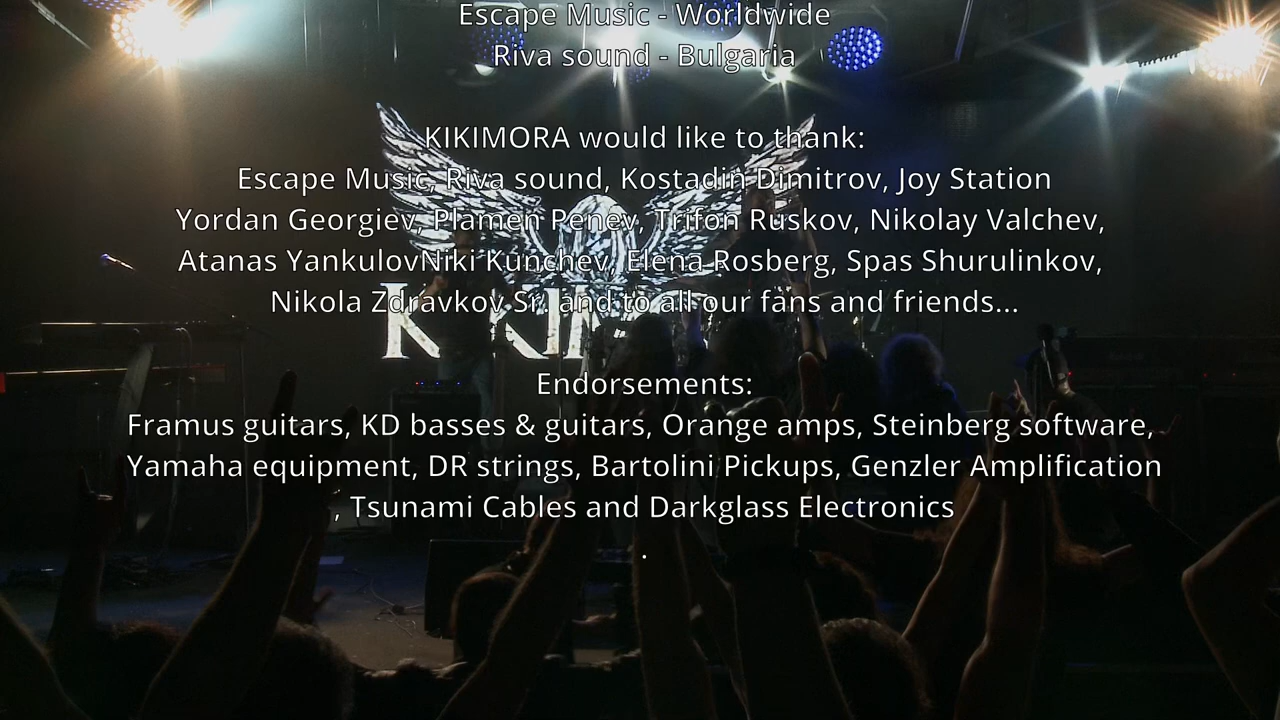 Escape Music - Worldwide
Riva sound - Bulgaria
KIKIMORA would like to thank:
Escape Music, Riva sound, Kostadin Dimitrov, Joy Station
Yordan Georgiev, Plamen Penev, Trifon Ruskov, Nikolay Valchev,
Atanas YankulovNiki Kunchev, Elena Rosberg, Spas Shurulinkov,
Nikola Zdravkov Sr. and to all our fans and friends...
Endorsements:
Framus guitars, KD basses & guitars, Orange amps, Steinberg software,
Yamaha equipment, DR strings, Bartolini Pickups, Genzler Amplification
, Tsunami Cables and Darkglass Electronics
.